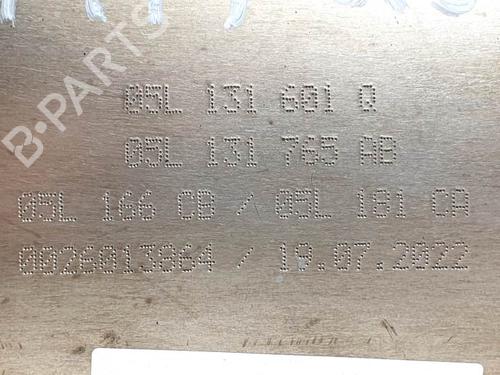 B-PARTS
05L 131 601 Q
05L 131 765 AB
05L 166 CB / 05L 181 CA
0026013864 / 19.07.2022